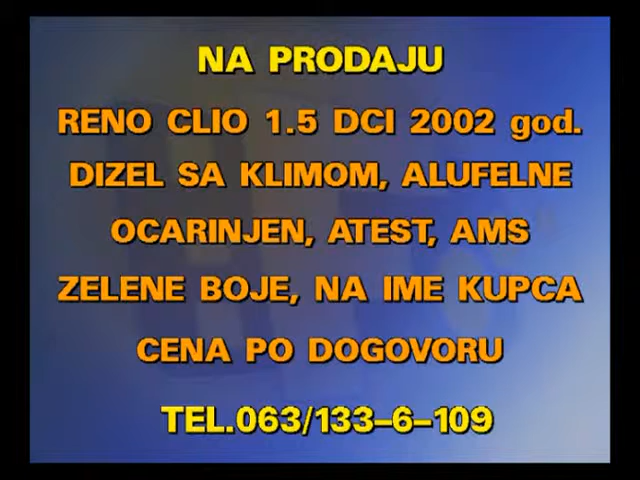 NA PRODAJU
RENO CLIO 1.5 DCI 2002 god.
DIZEL SA KLIMOM, ALUFELNE
OCARINJEN, ATEST, AMS
ZELENE BOJE, NA IME KUPCA
CENA PO DOGOVORU
TEL.063/133-6-109